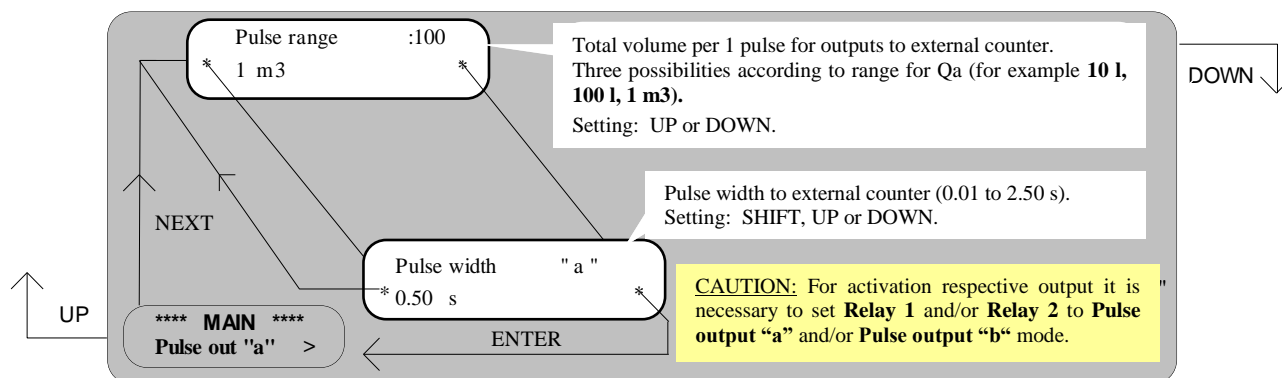 Pulse range :100
* 1 m3 *
Total volume per 1 pulse for outputs to external counter.
Three possibilities according to range for Qa (for example 10 l,
100 l, 1 m3).
Setting: UP or DOWN.
DOWN
Pulse width to external counter (0.01 to 2.50 s).
Setting: SHIFT, UP or DOWN.
NEXT
Pulse width "a"
* 0.50 s *
CAUTION: For activation respective output it is "
necessary to set Relay 1 and/or Relay 2 to Pulse
output “a” and/or Pulse output “b“ mode.
UP
**** MAIN ****
Pulse out "a" >
ENTER